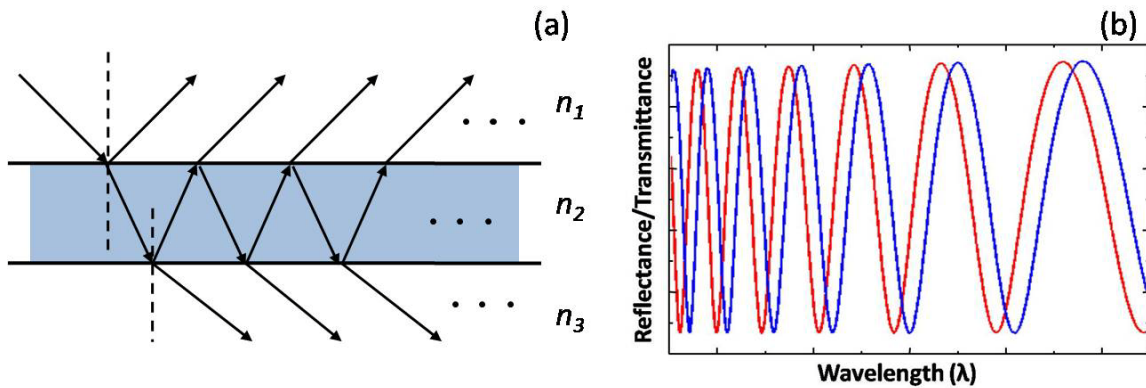 (a)
n1
n2
n3
(b)
Reflectance/Transmittance
Wavelength (λ)